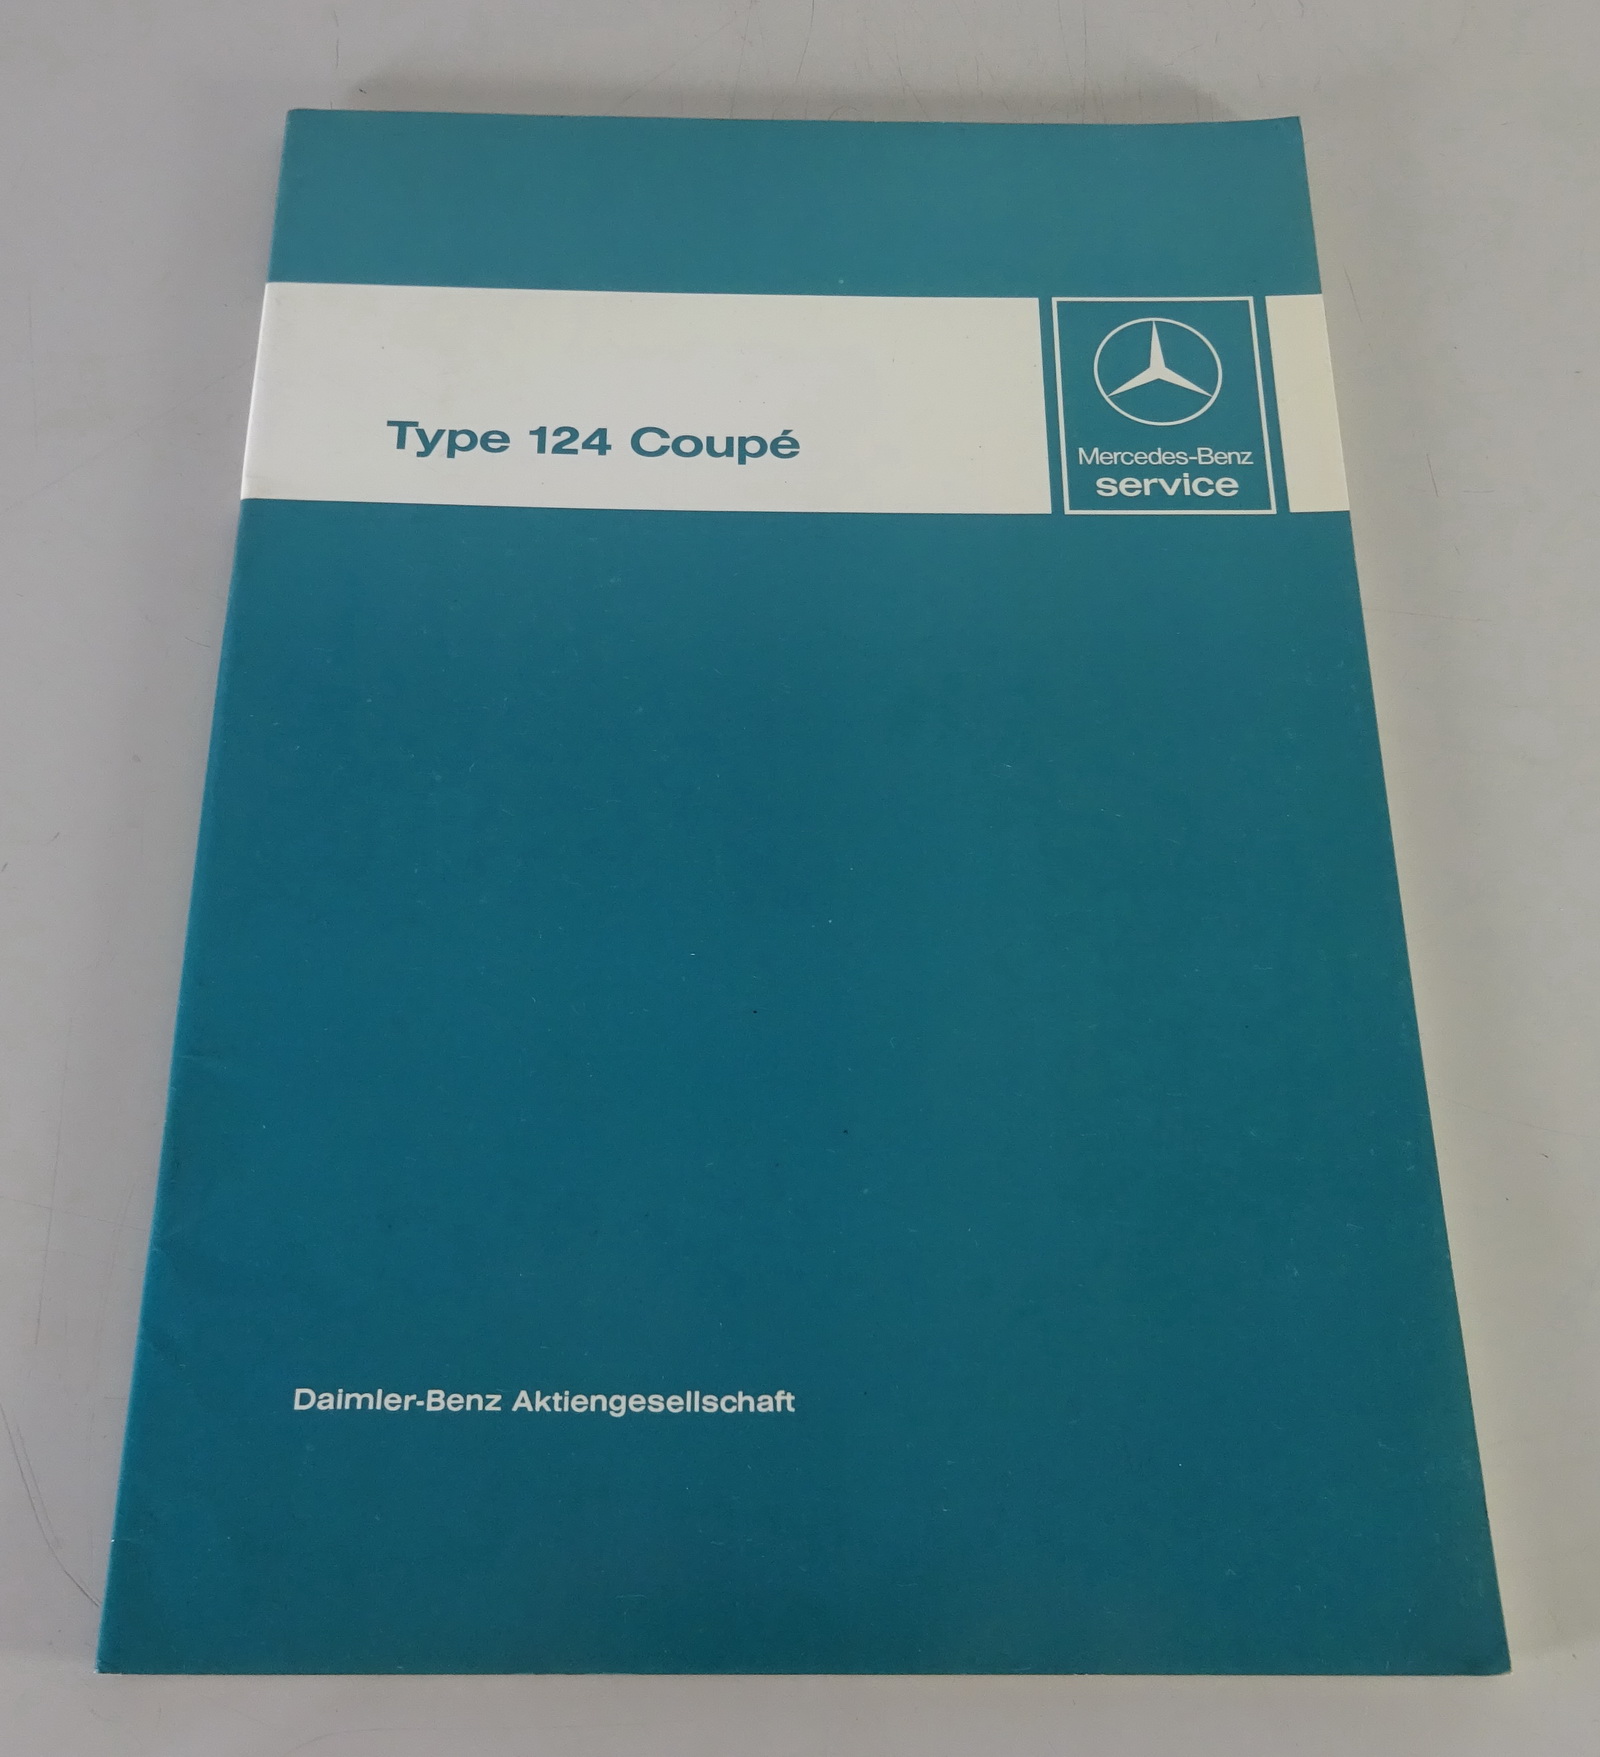 Type 124 Coupé
Mercedes-Benz
service
Daimler-Benz Aktiengesellschaft